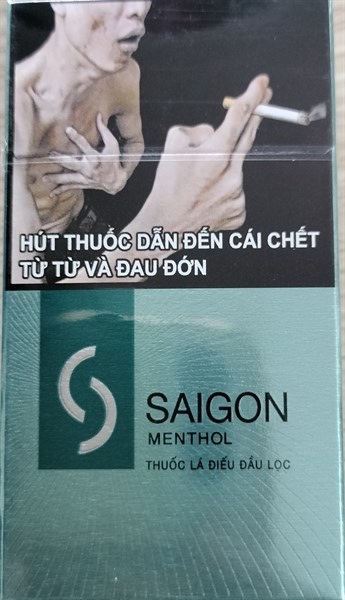 HÚT THUỐC DẪN ĐẾN CÁI CHẾT
TỪ TỪ VÀ ĐAU ĐỚN
SAIGON
MENTHOL
THUỐC LÁ ĐIẾU ĐẦU LỌC